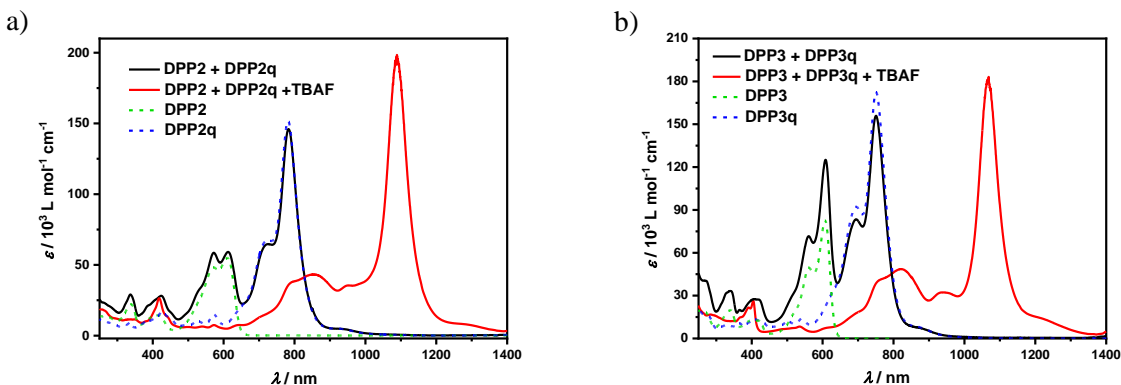 a)
b)
200
150
100
50
0
ε / 10³ L mol⁻¹ cm⁻¹
DPP2 + DPP2q
DPP2 + DPP2q +TBAF
DPP2
DPP2q
400 600 800 1000 1200 1400
λ / nm
210
180
150
120
90
60
30
0
ε / 10³ L mol⁻¹ cm⁻¹
DPP3 + DPP3q
DPP3 + DPP3q + TBAF
DPP3
DPP3q
400 600 800 1000 1200 1400
λ / nm